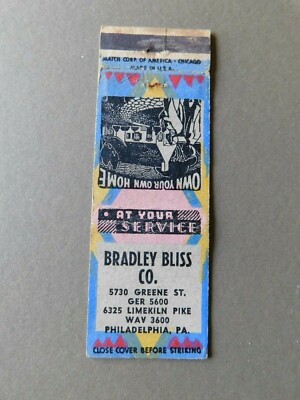 MATCH CORP. OF AMERICA - CHICAGO
MADE IN U.S.A.
OWN YOUR OWN HOME
• AT YOUR
SERVICE
BRADLEY BLISS
CO.
5730 GREENE ST.
GER 5600
6325 LIMEKILN PIKE
WAV 3600
PHILADELPHIA, PA.
CLOSE COVER BEFORE STRIKING